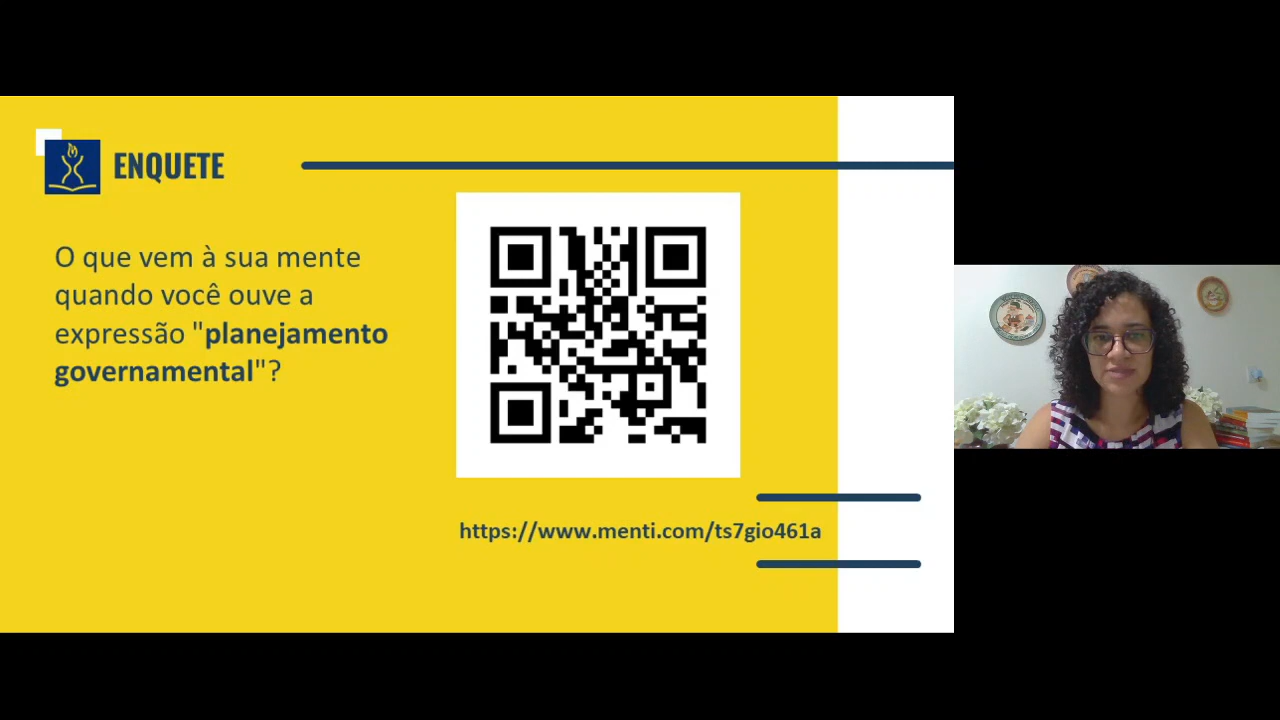 ENQUETE
O que vem à sua mente
quando você ouve a
expressão "planejamento
governamental"?
https://www.menti.com/ts7gio461a